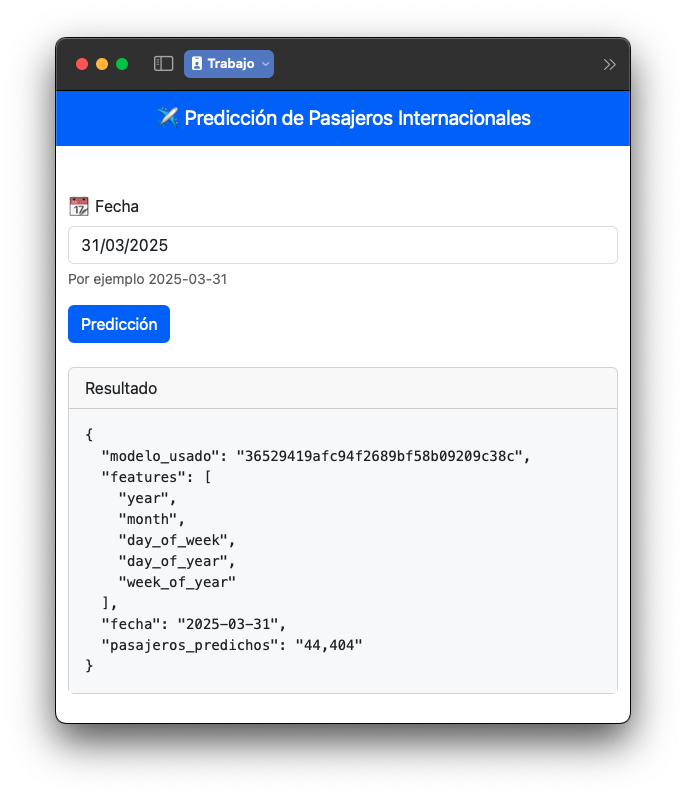 Trabajo
Predicción de Pasajeros Internacionales
Fecha
31/03/2025
Por ejemplo 2025-03-31
Predicción
Resultado
{
  "modelo_usado": "36529419afc94f2689bf58b09209c38c",
  "features": [
    "year",
    "month",
    "day_of_week",
    "day_of_year",
    "week_of_year"
  ],
  "fecha": "2025-03-31",
  "pasajeros_predichos": "44,404"
}